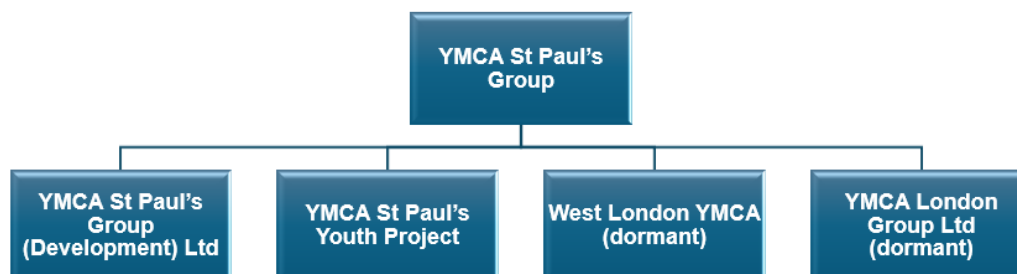 YMCA St Paul's
Group
YMCA St Paul's
Group
(Development) Ltd
YMCA St Paul's
Youth Project
West London YMCA
(dormant)
YMCA London
Group Ltd
(dormant)